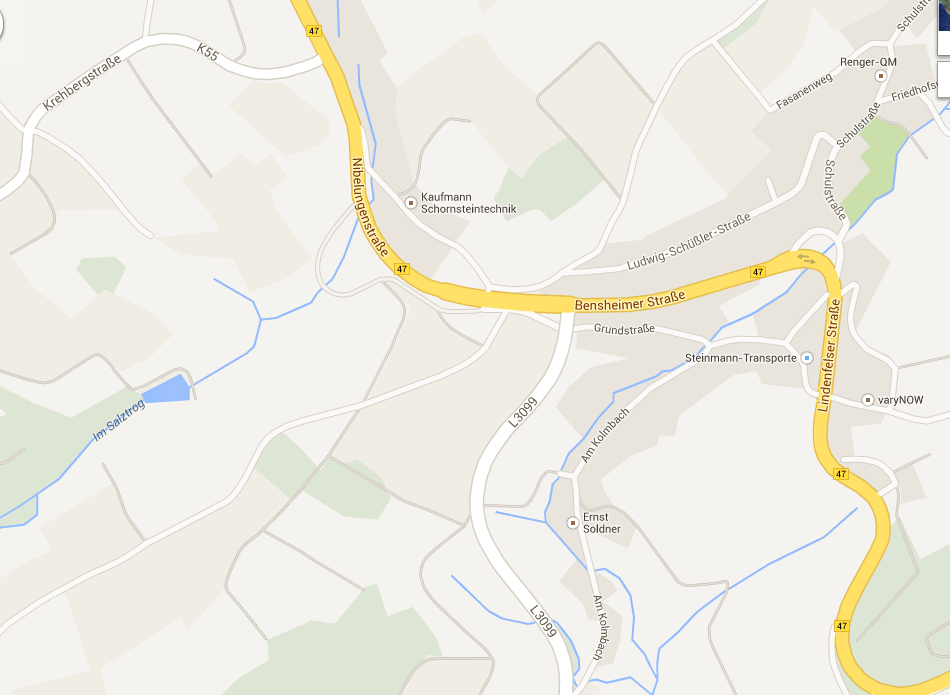 47
Schulstr
K55
Krehbergstraße
Renger-QM
Fasanenweg
Friedhofs
Schulstraße
Nibelungenstraße
Schulstraße
Kaufmann
Schornsteintechnik
Ludwig-Schüßler-Straße
47
47
Bensheimer Straße
Grundstraße
Lindenfelser Straße
Steinmann-Transporte
varyNOW
Im Salztrog
L3099
Am Kolmbach
47
Ernst
Soldner
L3099
Am Kolmbach
47